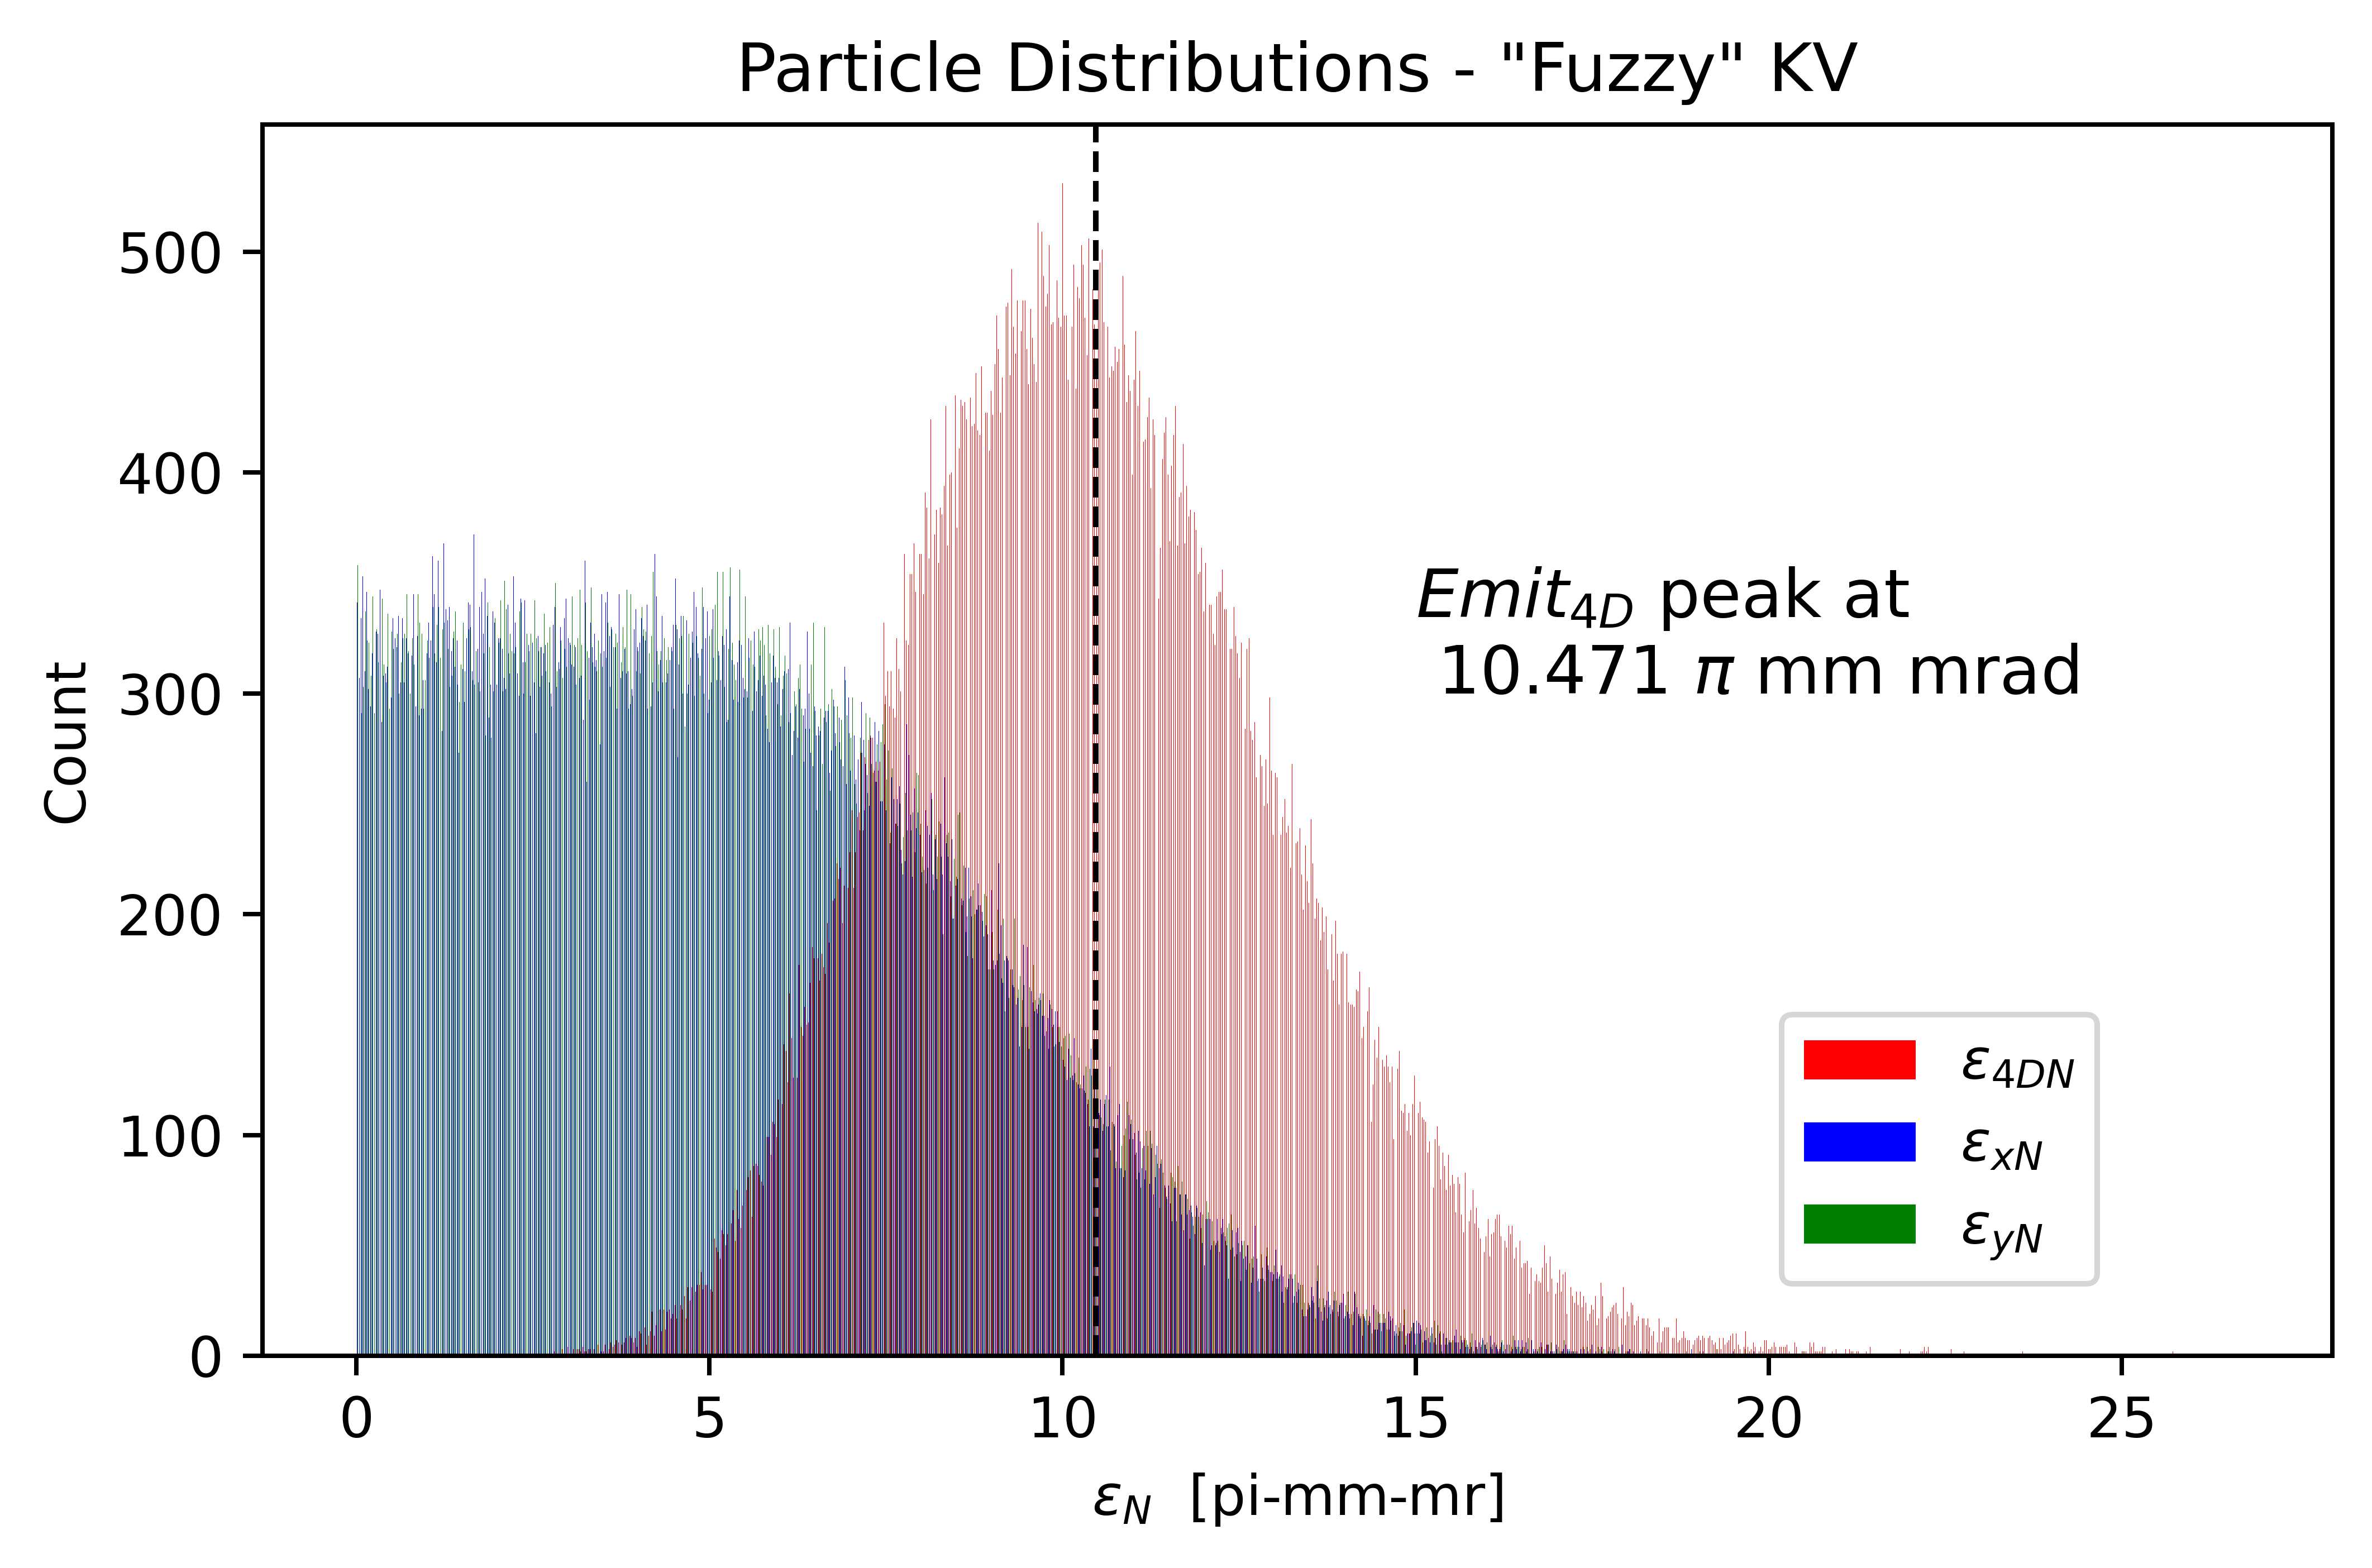 Particle Distributions - "Fuzzy" KV
500
400
300
200
100
0
Count
Emit4D peak at
10.471 π mm mrad
ε4DN
εxN
εyN
0 5 10 15 20 25
εN [pi-mm-mr]